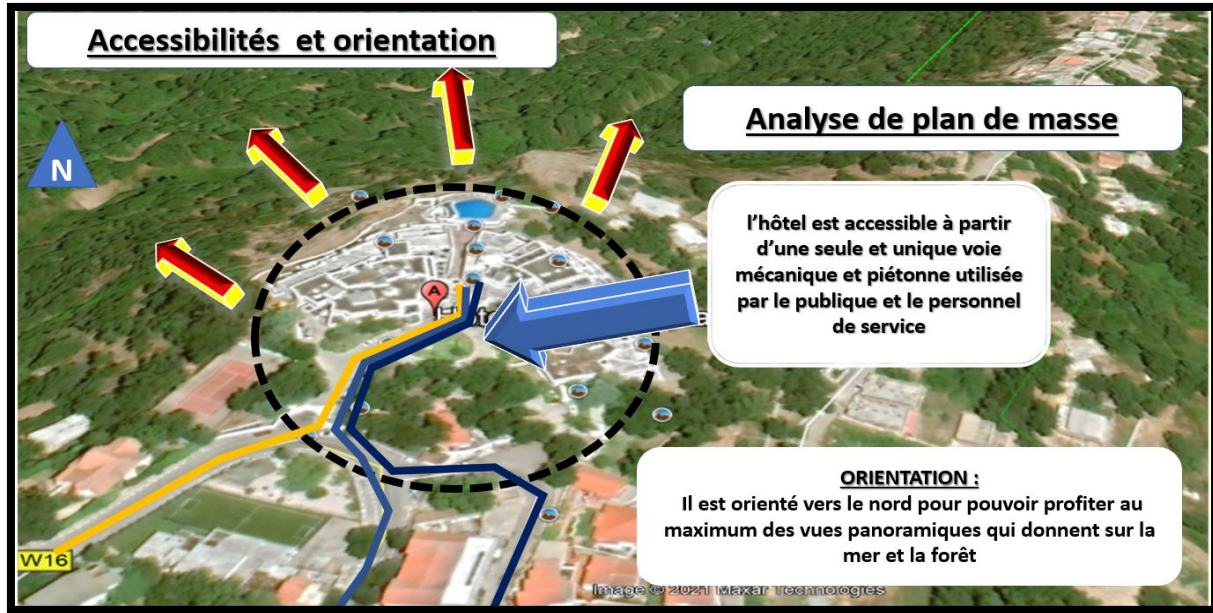 Accessibilités et orientation
Analyse de plan de masse
N
l'hôtel est accessible à partir
d'une seule et unique voie
mécanique et piétonne utilisée
par le publique et le personnel
de service
A
ORIENTATION :
Il est orienté vers le nord pour pouvoir profiter au
maximum des vues panoramiques qui donnent sur la
mer et la forêt
W16
Image © 2021 Maxar Technologies